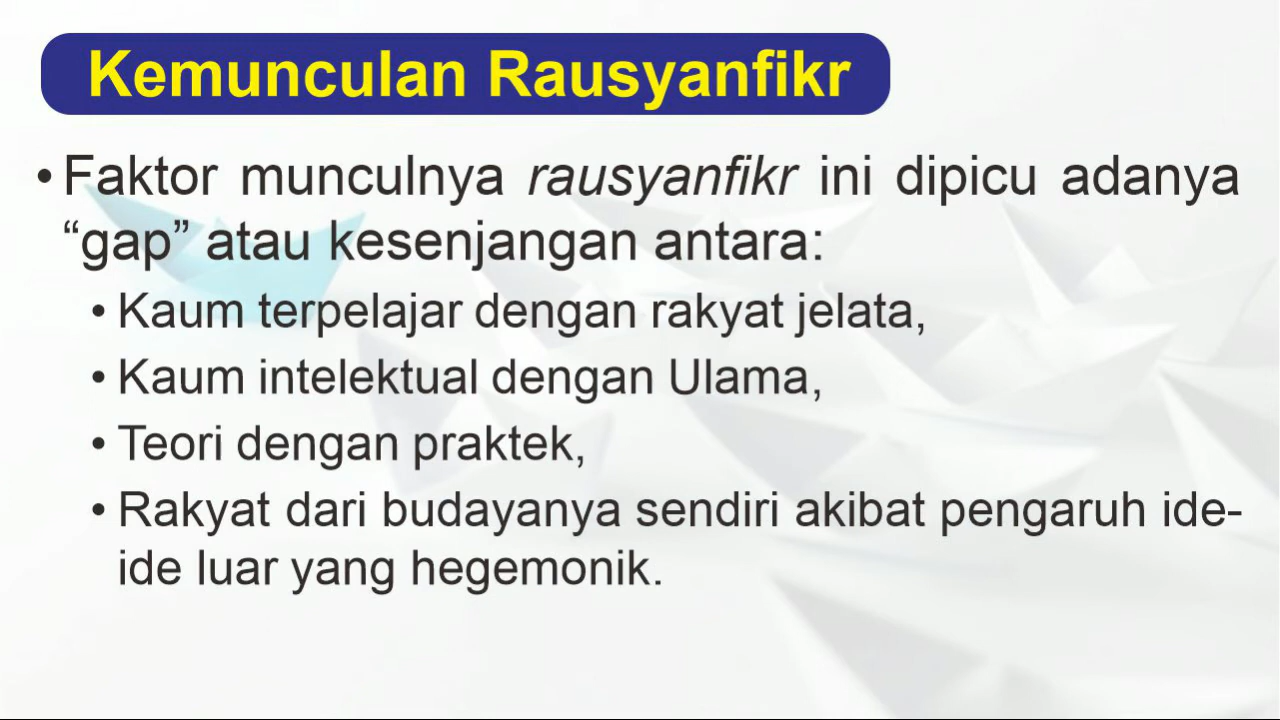 Kemunculan Rausyanfikr
• Faktor munculnya rausyanfikr ini dipicu adanya
“gap” atau kesenjangan antara:
• Kaum terpelajar dengan rakyat jelata,
• Kaum intelektual dengan Ulama,
• Teori dengan praktek,
• Rakyat dari budayanya sendiri akibat pengaruh ide-
ide luar yang hegemonik.